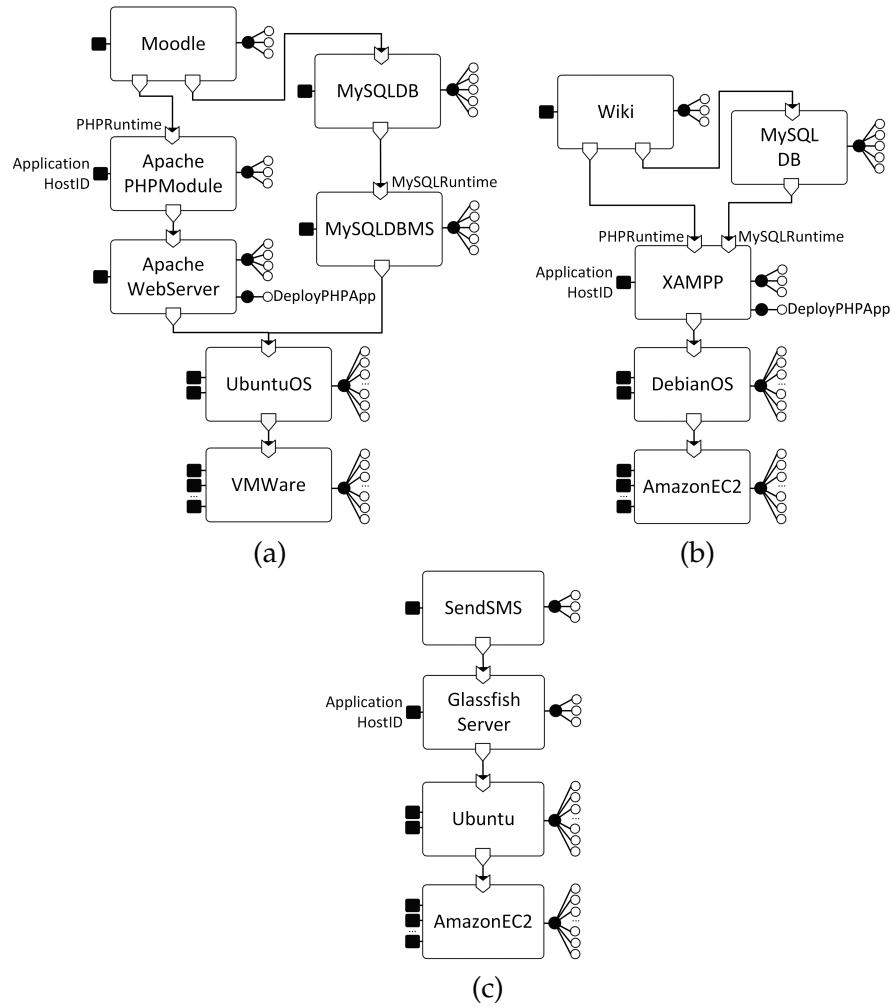 Moodle
MySQLDB
PHPRuntime
Application
HostID
Apache
PHPModule
MySQLRuntime
MySQLDBMS
Apache
WebServer
DeployPHPApp
UbuntuOS
...
VMWare
...
...
(a)
Wiki
MySQL
DB
PHPRuntime
MySQLRuntime
Application
HostID
XAMPP
DeployPHPApp
DebianOS
...
AmazonEC2
...
...
(b)
SendSMS
Application
HostID
Glassfish
Server
Ubuntu
...
AmazonEC2
...
...
(c)